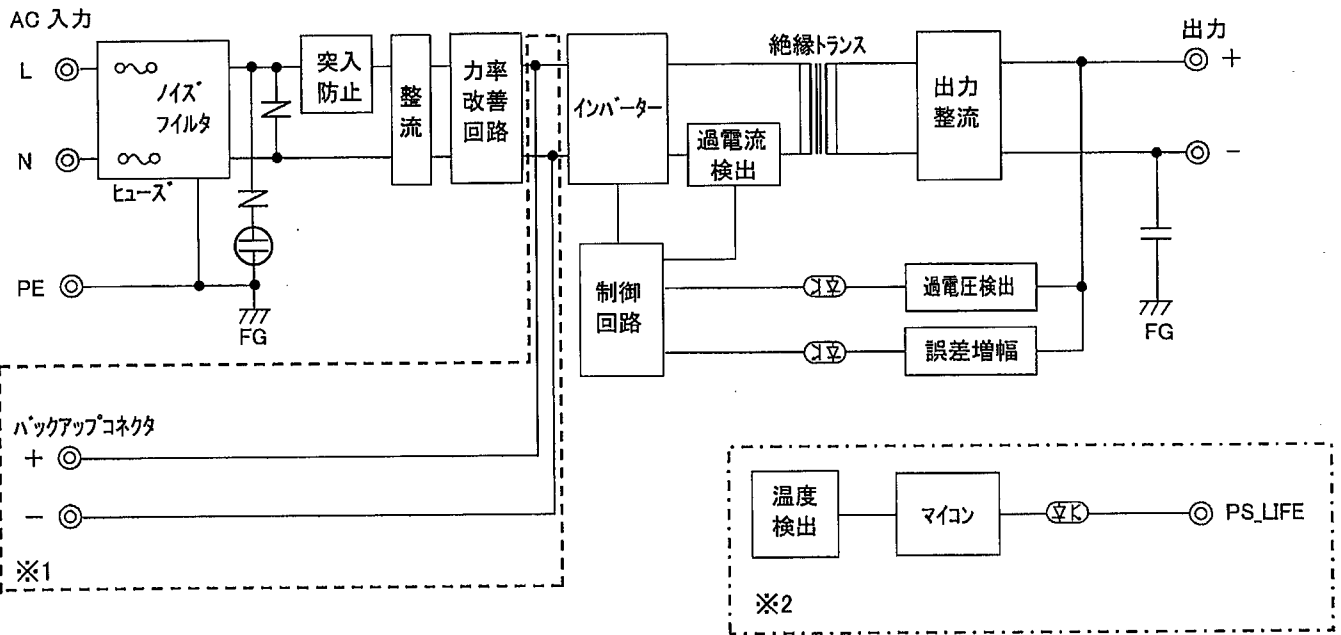 AC 入力
L
ノイズ
フィルタ
N
ヒューズ
PE
FG
突入
防止
整
流
力率
改善
回路
インバーター
過電流
検出
絶縁トランス
出力
整流
出力
+
-
制御
回路
過電圧検出
誤差増幅
FG
バックアップコネクタ
+
-
※1
温度
検出
マイコン
PS_LIFE
※2